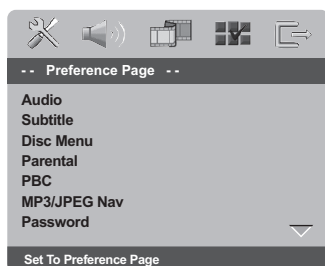 -- Preference Page --
Audio
Subtitle
Disc Menu
Parental
PBC
MP3/JPEG Nav
Password
Set To Preference Page